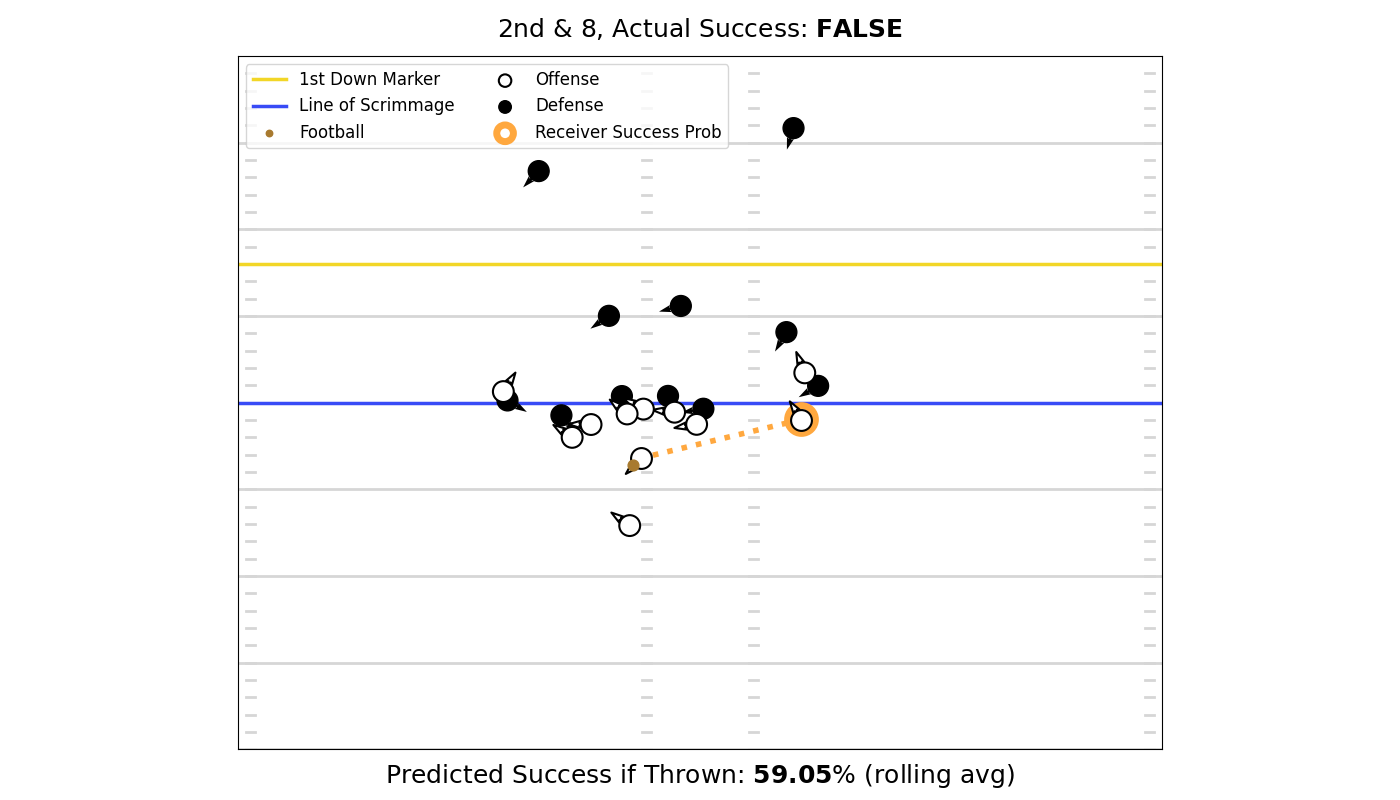 2nd & 8, Actual Success: FALSE
1st Down Marker
Line of Scrimmage
Football
Offense
Defense
Receiver Success Prob
Predicted Success if Thrown: 59.05% (rolling avg)